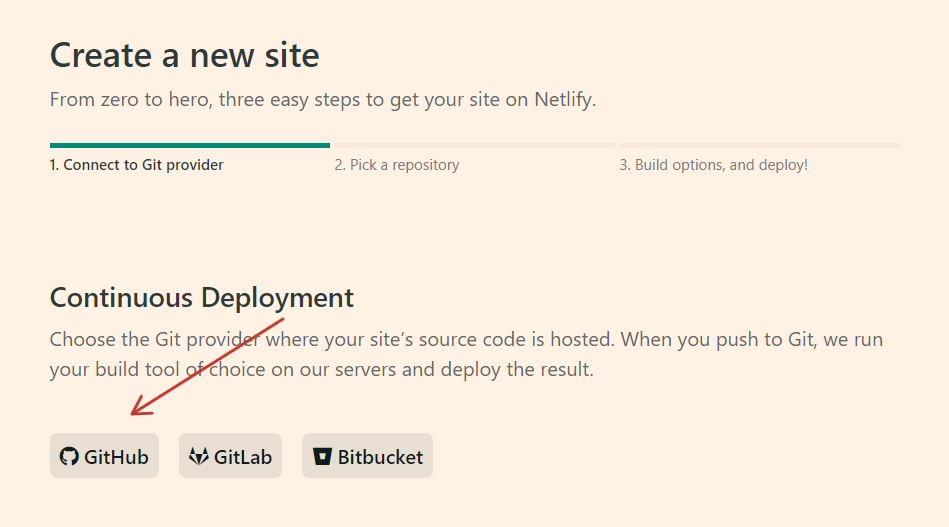 Create a new site
From zero to hero, three easy steps to get your site on Netlify.
1. Connect to Git provider
2. Pick a repository
3. Build options, and deploy!
Continuous Deployment
Choose the Git provider where your site’s source code is hosted. When you push to Git, we run
your build tool of choice on our servers and deploy the result.
GitHub
GitLab
Bitbucket